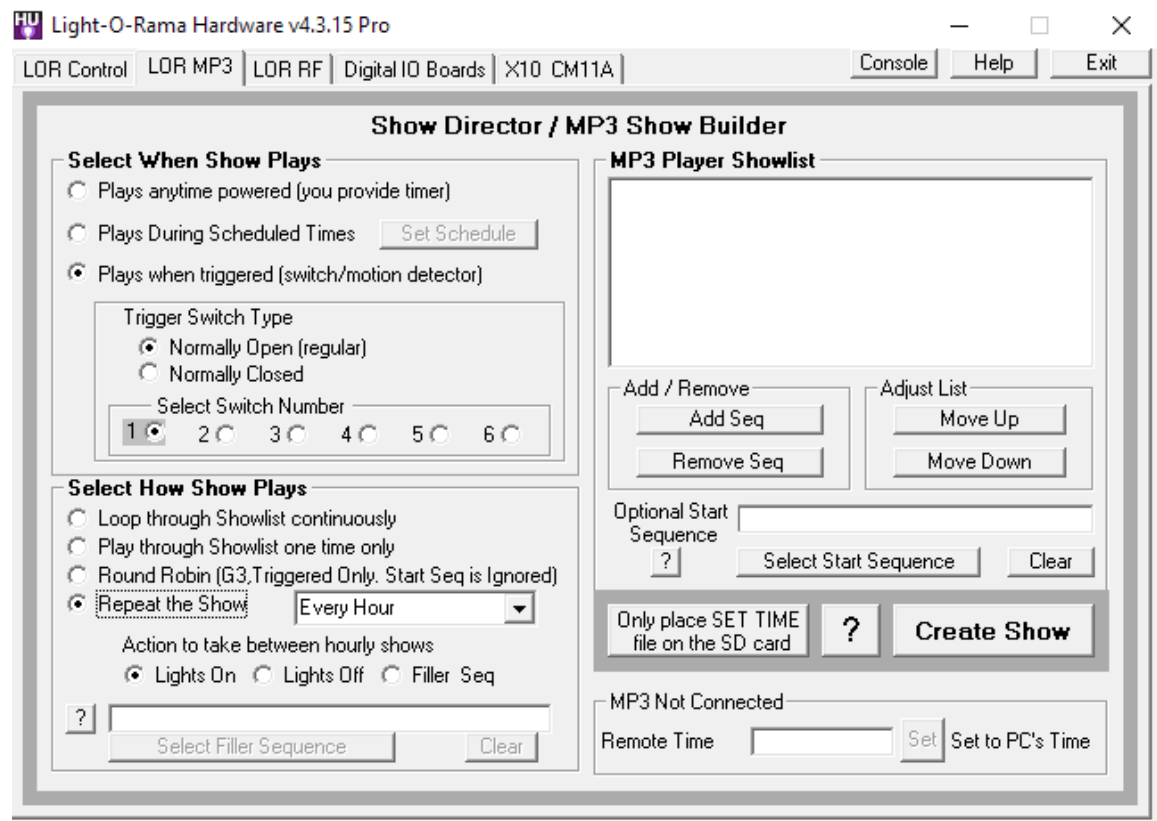 HU Light-O-Rama Hardware v4.3.15 Pro
LOR Control LOR MP3 LOR RF Digital IO Boards X10 CM11A Console Help Exit
Show Director / MP3 Show Builder
Select When Show Plays
Plays anytime powered (you provide timer)
Plays During Scheduled Times Set Schedule
Plays when triggered (switch/motion detector)
Trigger Switch Type
Normally Open (regular)
Normally Closed
Select Switch Number
1 2 3 4 5 6
Select How Show Plays
Loop through Showlist continuously
Play through Showlist one time only
Round Robin (G3,Triggered Only. Start Seq is Ignored)
Repeat the Show Every Hour
Action to take between hourly shows
Lights On Lights Off Filler Seq
?
Select Filler Sequence Clear
MP3 Player Showlist
Add / Remove
Add Seq
Remove Seq
Adjust List
Move Up
Move Down
Optional Start
Sequence
? Select Start Sequence Clear
Only place SET TIME
file on the SD card
? Create Show
MP3 Not Connected
Remote Time Set Set to PC's Time